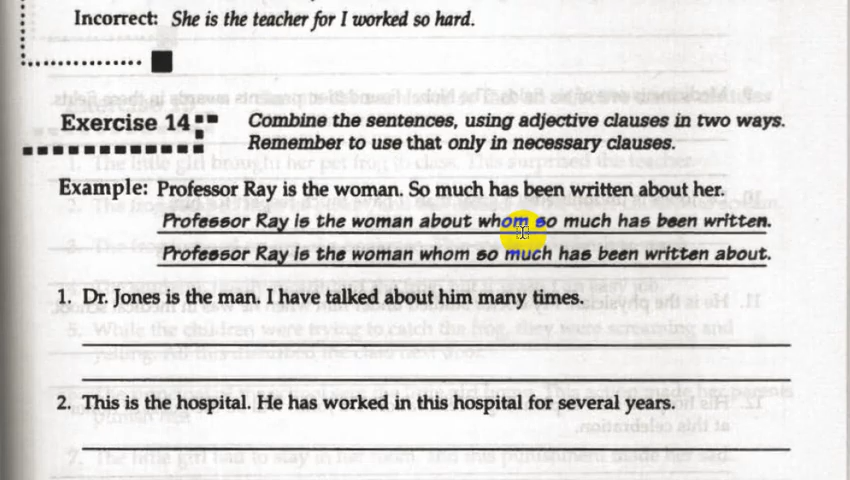 Incorrect: She is the teacher for I worked so hard.
Exercise 14
Combine the sentences, using adjective clauses in two ways.
Remember to use that only in necessary clauses.
Example: Professor Ray is the woman. So much has been written about her.
Professor Ray is the woman about whom so much has been written.
Professor Ray is the woman whom so much has been written about.
1. Dr. Jones is the man. I have talked about him many times.
2. This is the hospital. He has worked in this hospital for several years.